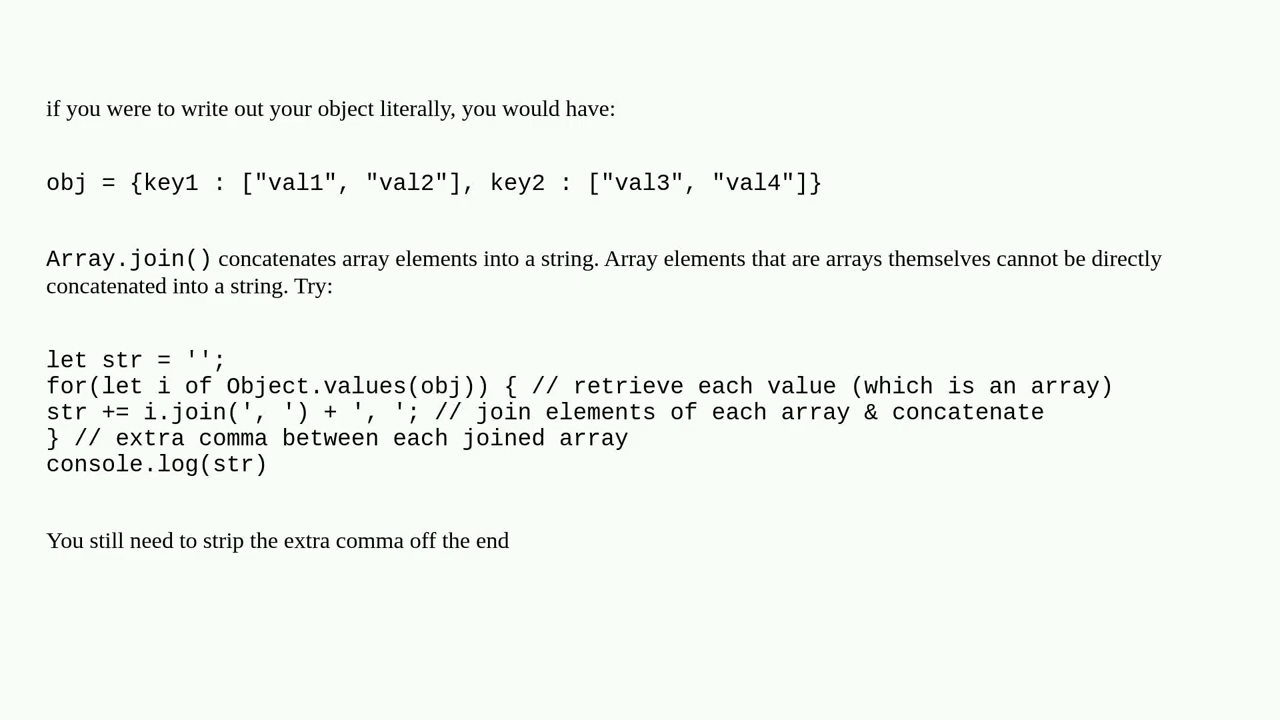 if you were to write out your object literally, you would have:
obj = {key1 : ["val1", "val2"], key2 : ["val3", "val4"]}
Array.join() concatenates array elements into a string. Array elements that are arrays themselves cannot be directly
concatenated into a string. Try:
let str = '';
for(let i of Object.values(obj)) { // retrieve each value (which is an array)
str += i.join(', ') + ', '; // join elements of each array & concatenate
} // extra comma between each joined array
console.log(str)
You still need to strip the extra comma off the end